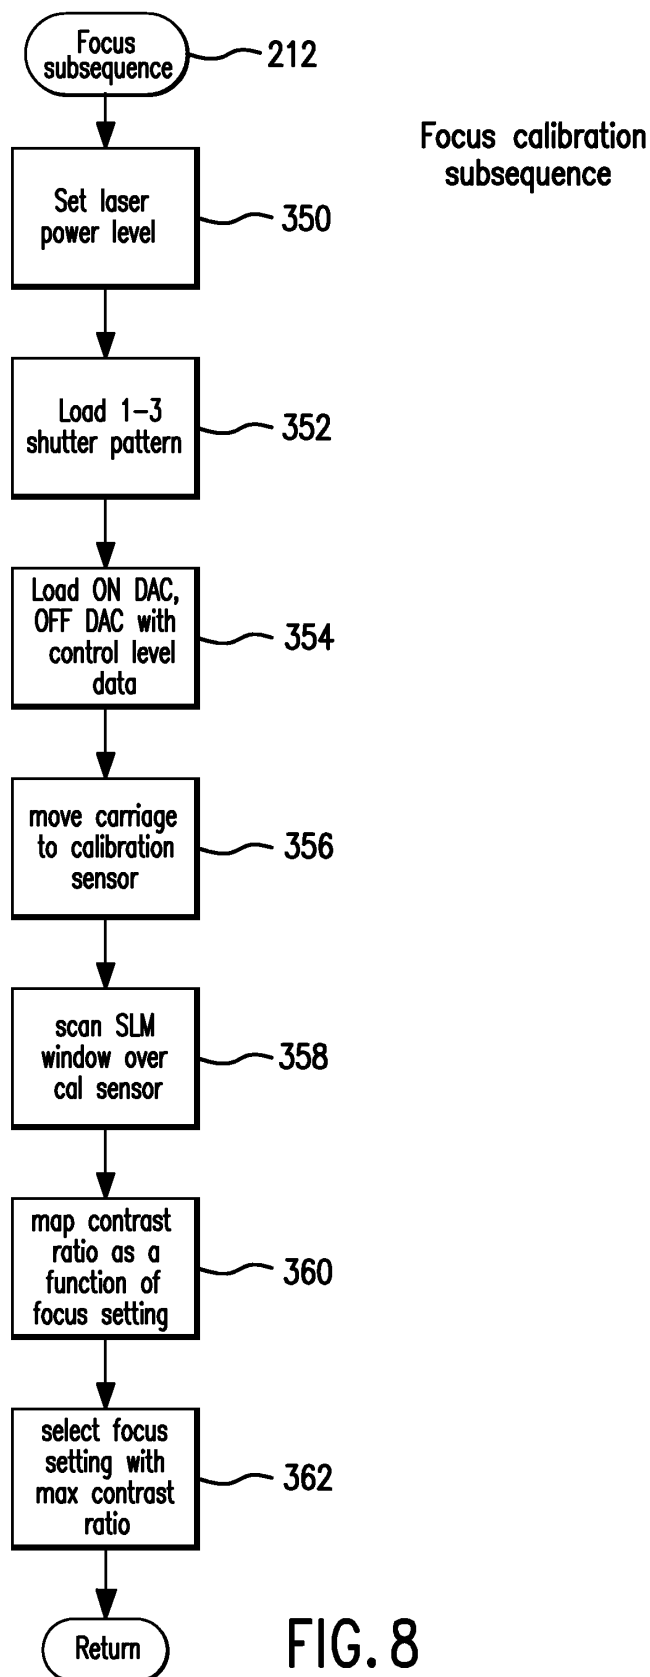 Focus
subsequence
212
Focus calibration
subsequence
Set laser
power level
350
Load 1-3
shutter pattern
352
Load ON DAC,
OFF DAC with
control level
data
354
move carriage
to calibration
sensor
356
scan SLM
window over
cal sensor
358
map contrast
ratio as a
function of
focus setting
360
select focus
setting with
max contrast
ratio
362
Return
FIG. 8